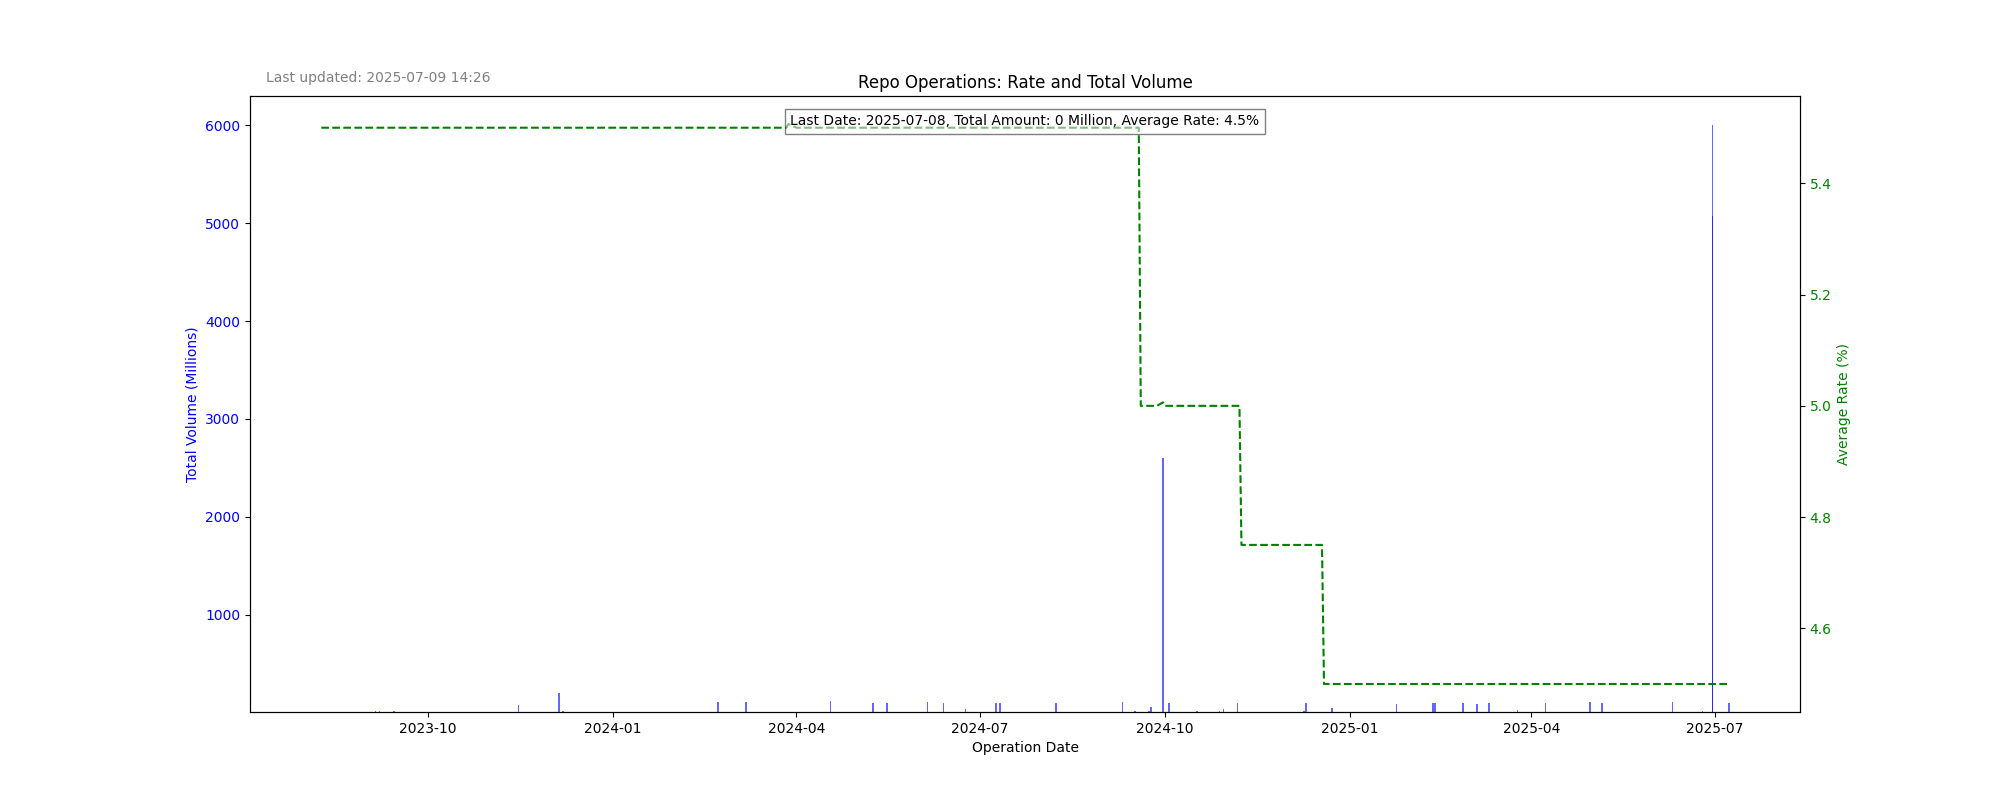 Last updated: 2025-07-09 14:26
Repo Operations: Rate and Total Volume
Last Date: 2025-07-08, Total Amount: 0 Million, Average Rate: 4.5%
6000
5000
4000
3000
2000
1000
Total Volume (Millions)
5.4
5.2
5.0
4.8
4.6
Average Rate (%)
2023-10 2024-01 2024-04 2024-07 2024-10 2025-01 2025-04 2025-07
Operation Date